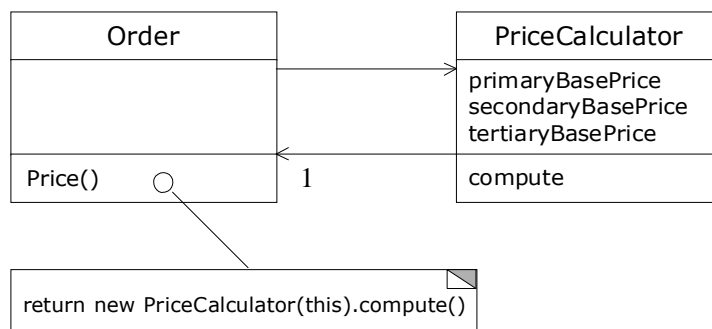 Order
PriceCalculator
primaryBasePrice
secondaryBasePrice
tertiaryBasePrice
Price()
1
compute
return new PriceCalculator(this).compute()